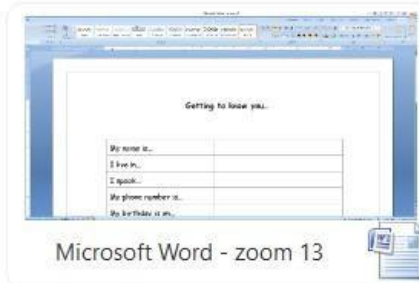 Getting to know you..
My name is...
I live in...
I speak...
My phone number is...
My birthday is on...
Microsoft Word - zoom 13